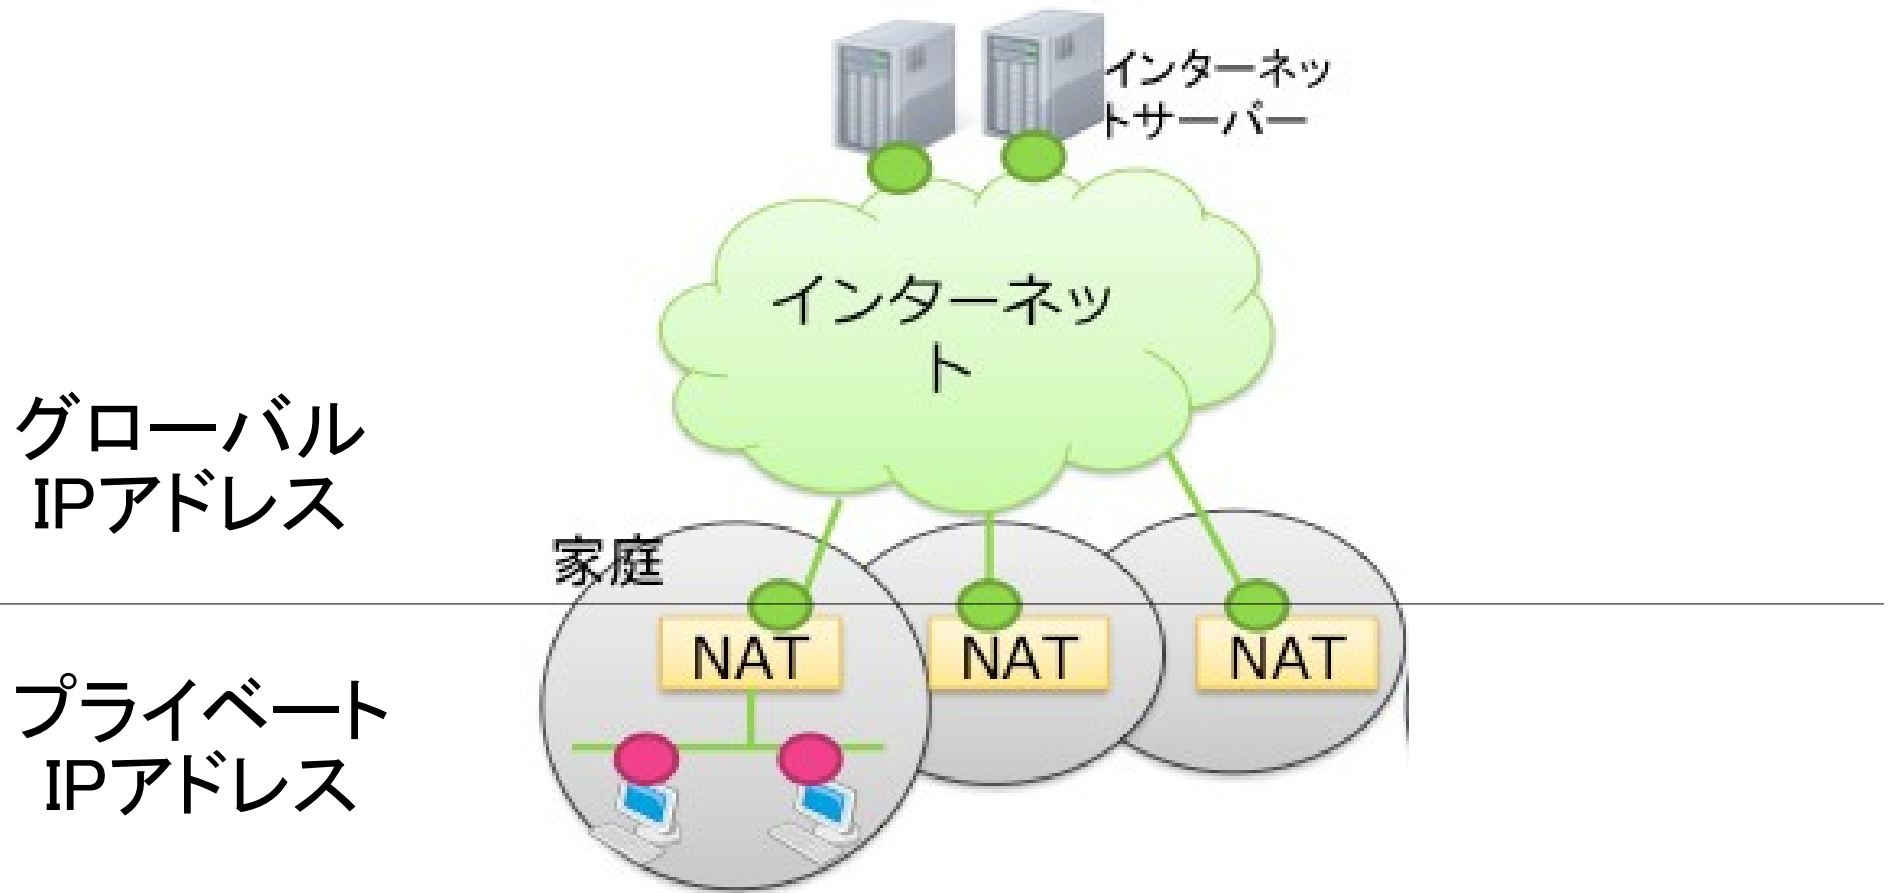 インターネッ
トサーバー
インターネッ
ト
グローバル
IPアドレス
家庭
NAT
NAT
NAT
プライベート
IPアドレス